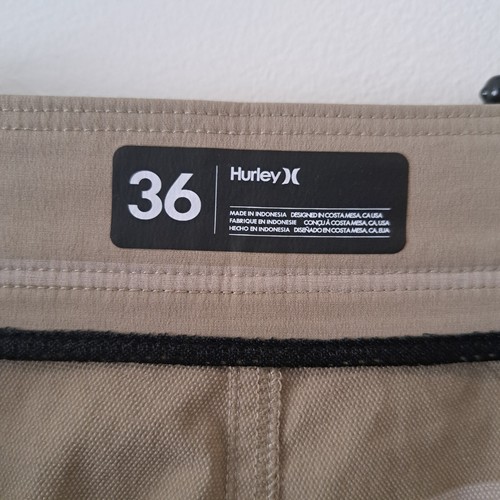 36
Hurley
MADE IN INDONESIA DESIGNED IN COSTA MESA, CA USA
FABRIQUE EN INDONESIE CONÇU À COSTA MESA, CA, USA
HECHO EN INDONESIA DISEÑADO EN COSTA MESA, CA, EUA